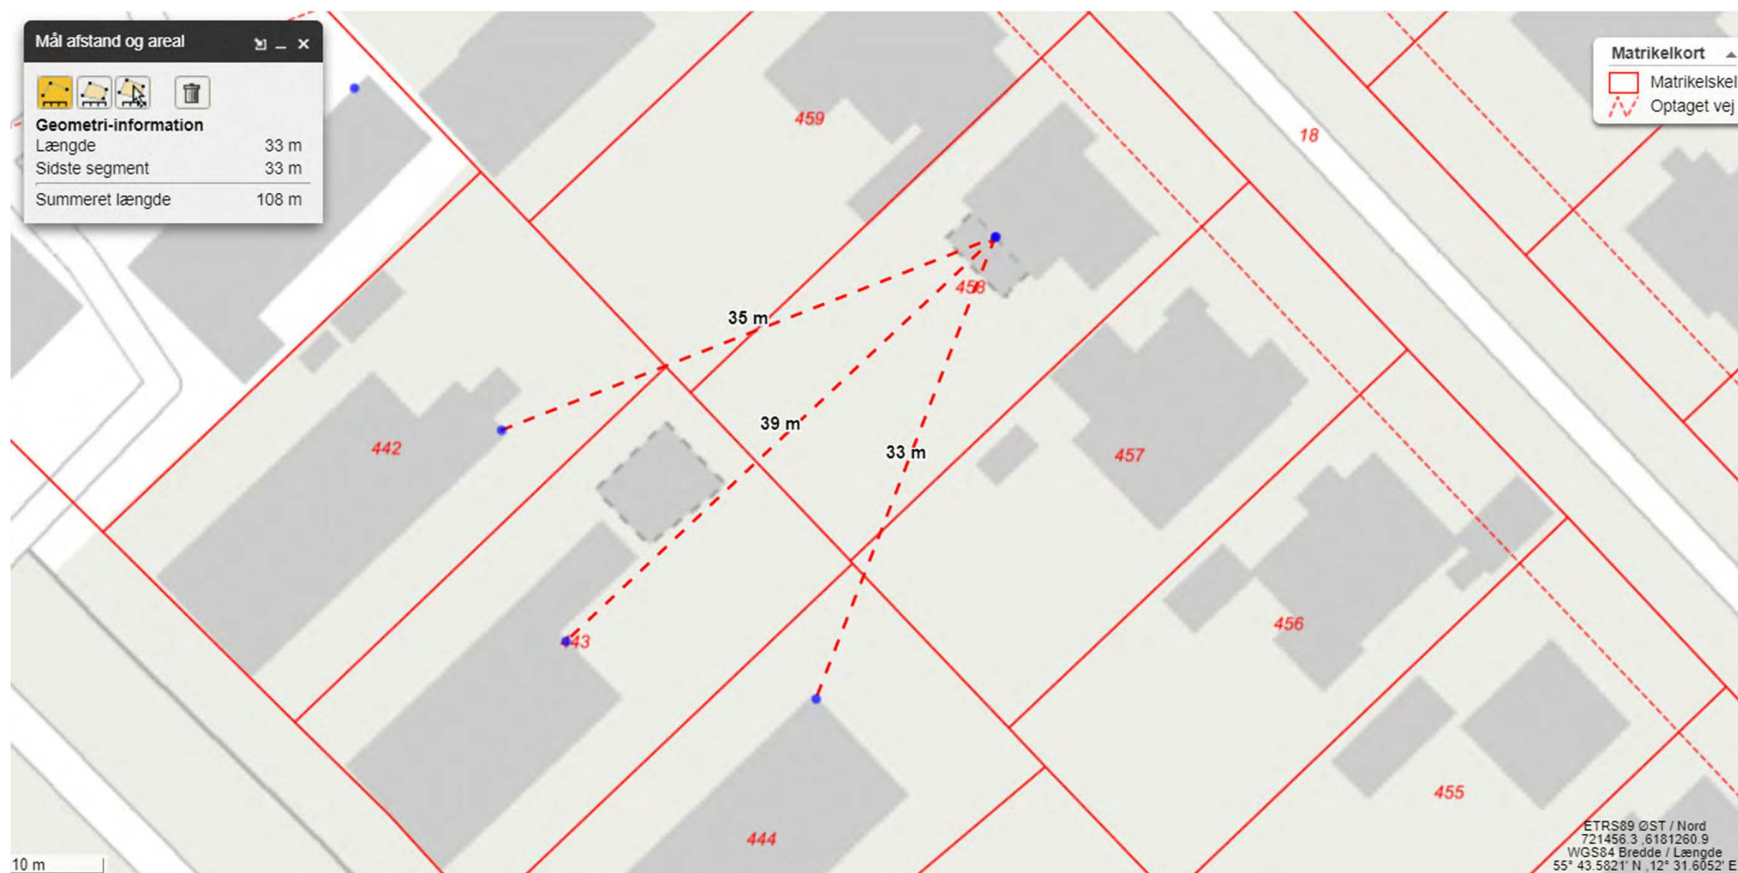 Mål afstand og areal
Geometri-information
Længde 33 m
Sidste segment 33 m
Summeret længde 108 m
Matrikelkort
Matrikelskel
Optaget vej
459
18
458
35 m
442
39 m
33 m
457
456
443
455
444
10 m
ETRS89 ØST / Nord
721456.3 ,6181260.9
WGS84 Bredde / Længde
55° 43.5821' N ,12° 31.6052' E